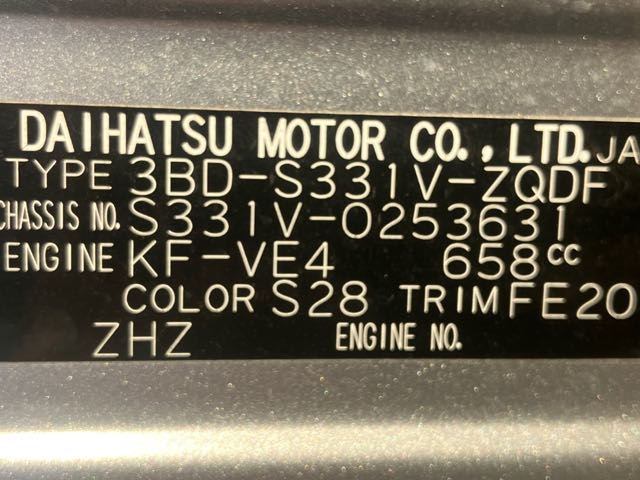 DAIHATSU MOTOR CO., LTD. JA
TYPE 3BD-S331V-ZQDF
CHASSIS NO. S331V-0253631
ENGINE KF-VE4 658cc
COLOR S28 TRIM FE20
ZHZ ENGINE NO.